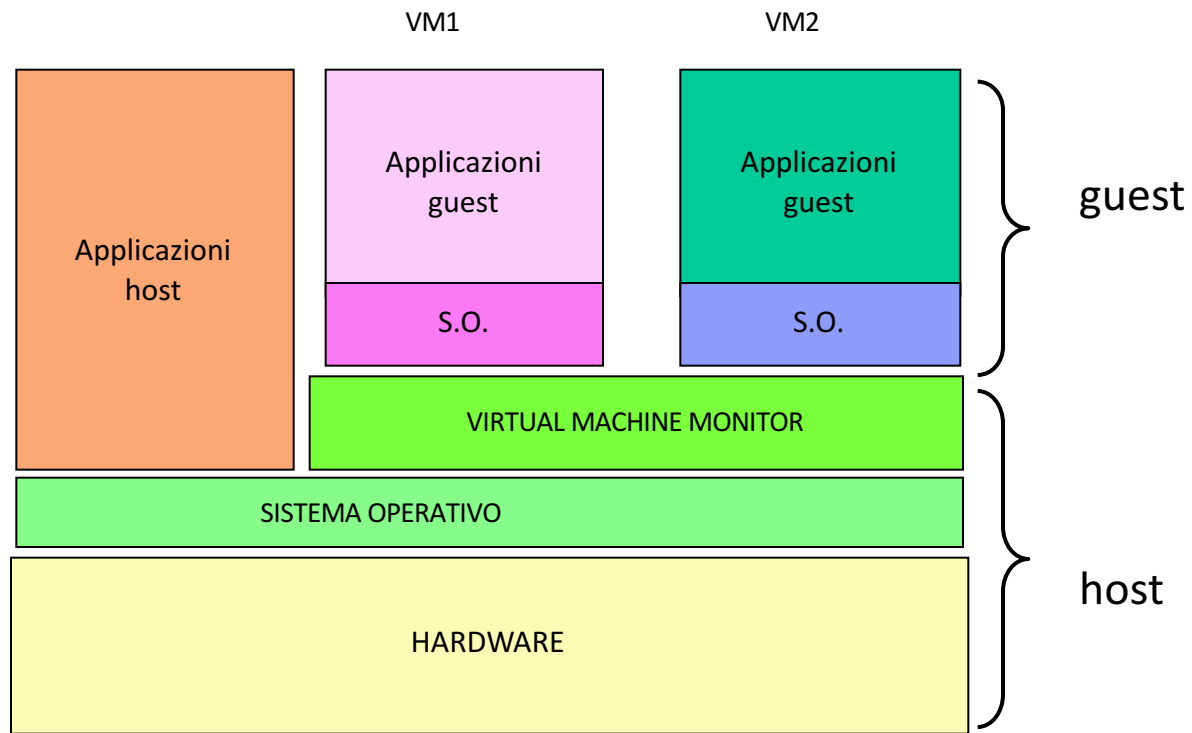 VM1
VM2
Applicazioni
host
Applicazioni
guest
S.O.
Applicazioni
guest
S.O.
guest
VIRTUAL MACHINE MONITOR
SISTEMA OPERATIVO
HARDWARE
host